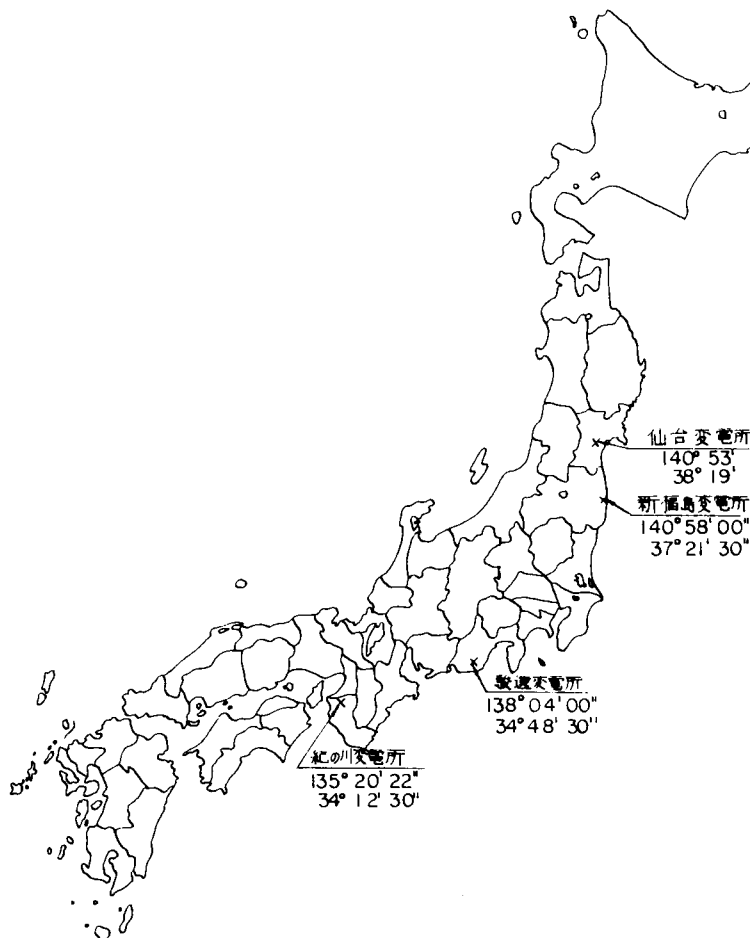 仙台変電所
140° 53'
38° 19'
新福島変電所
140° 58' 00"
37° 21' 30"
駿遠変電所
138° 04' 00"
34° 48' 30"
紀の川変電所
135° 20' 22"
34° 12' 30"